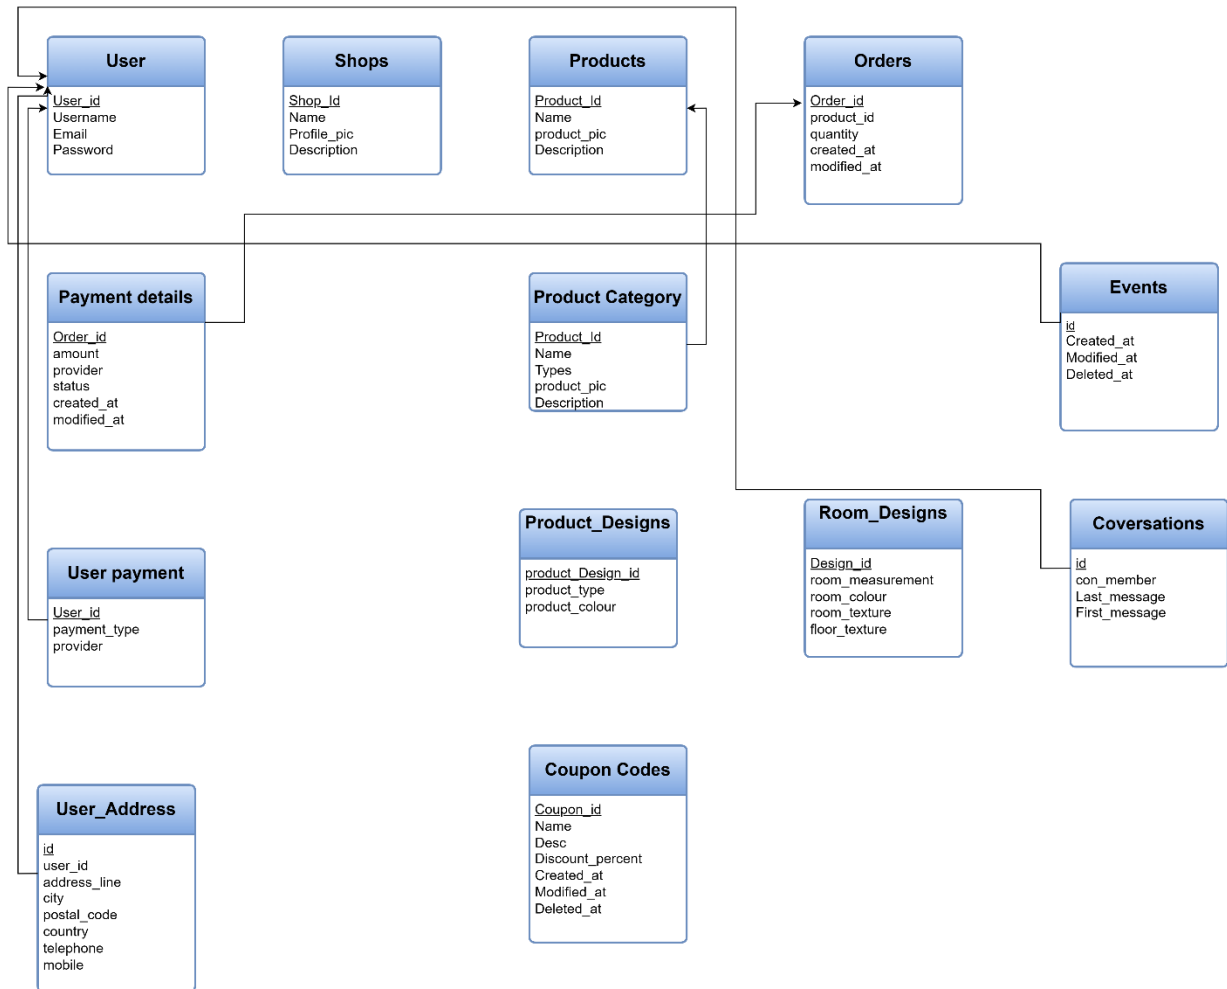 User
User_id
Username
Email
Password
Shops
Shop_Id
Name
Profile_pic
Description
Products
Product_Id
Name
product_pic
Description
Orders
Order_id
product_id
quantity
created_at
modified_at
Payment details
Order_id
amount
provider
status
created_at
modified_at
Product Category
Product_Id
Name
Types
product_pic
Description
Events
id
Created_at
Modified_at
Deleted_at
User payment
User_id
payment_type
provider
Product_Designs
product_Design_id
product_type
product_colour
Room_Designs
Design_id
room_measurement
room_colour
room_texture
floor_texture
Coversations
id
con_member
Last_message
First_message
User_Address
id
user_id
address_line
city
postal_code
country
telephone
mobile
Coupon Codes
Coupon_id
Name
Desc
Discount_percent
Created_at
Modified_at
Deleted_at